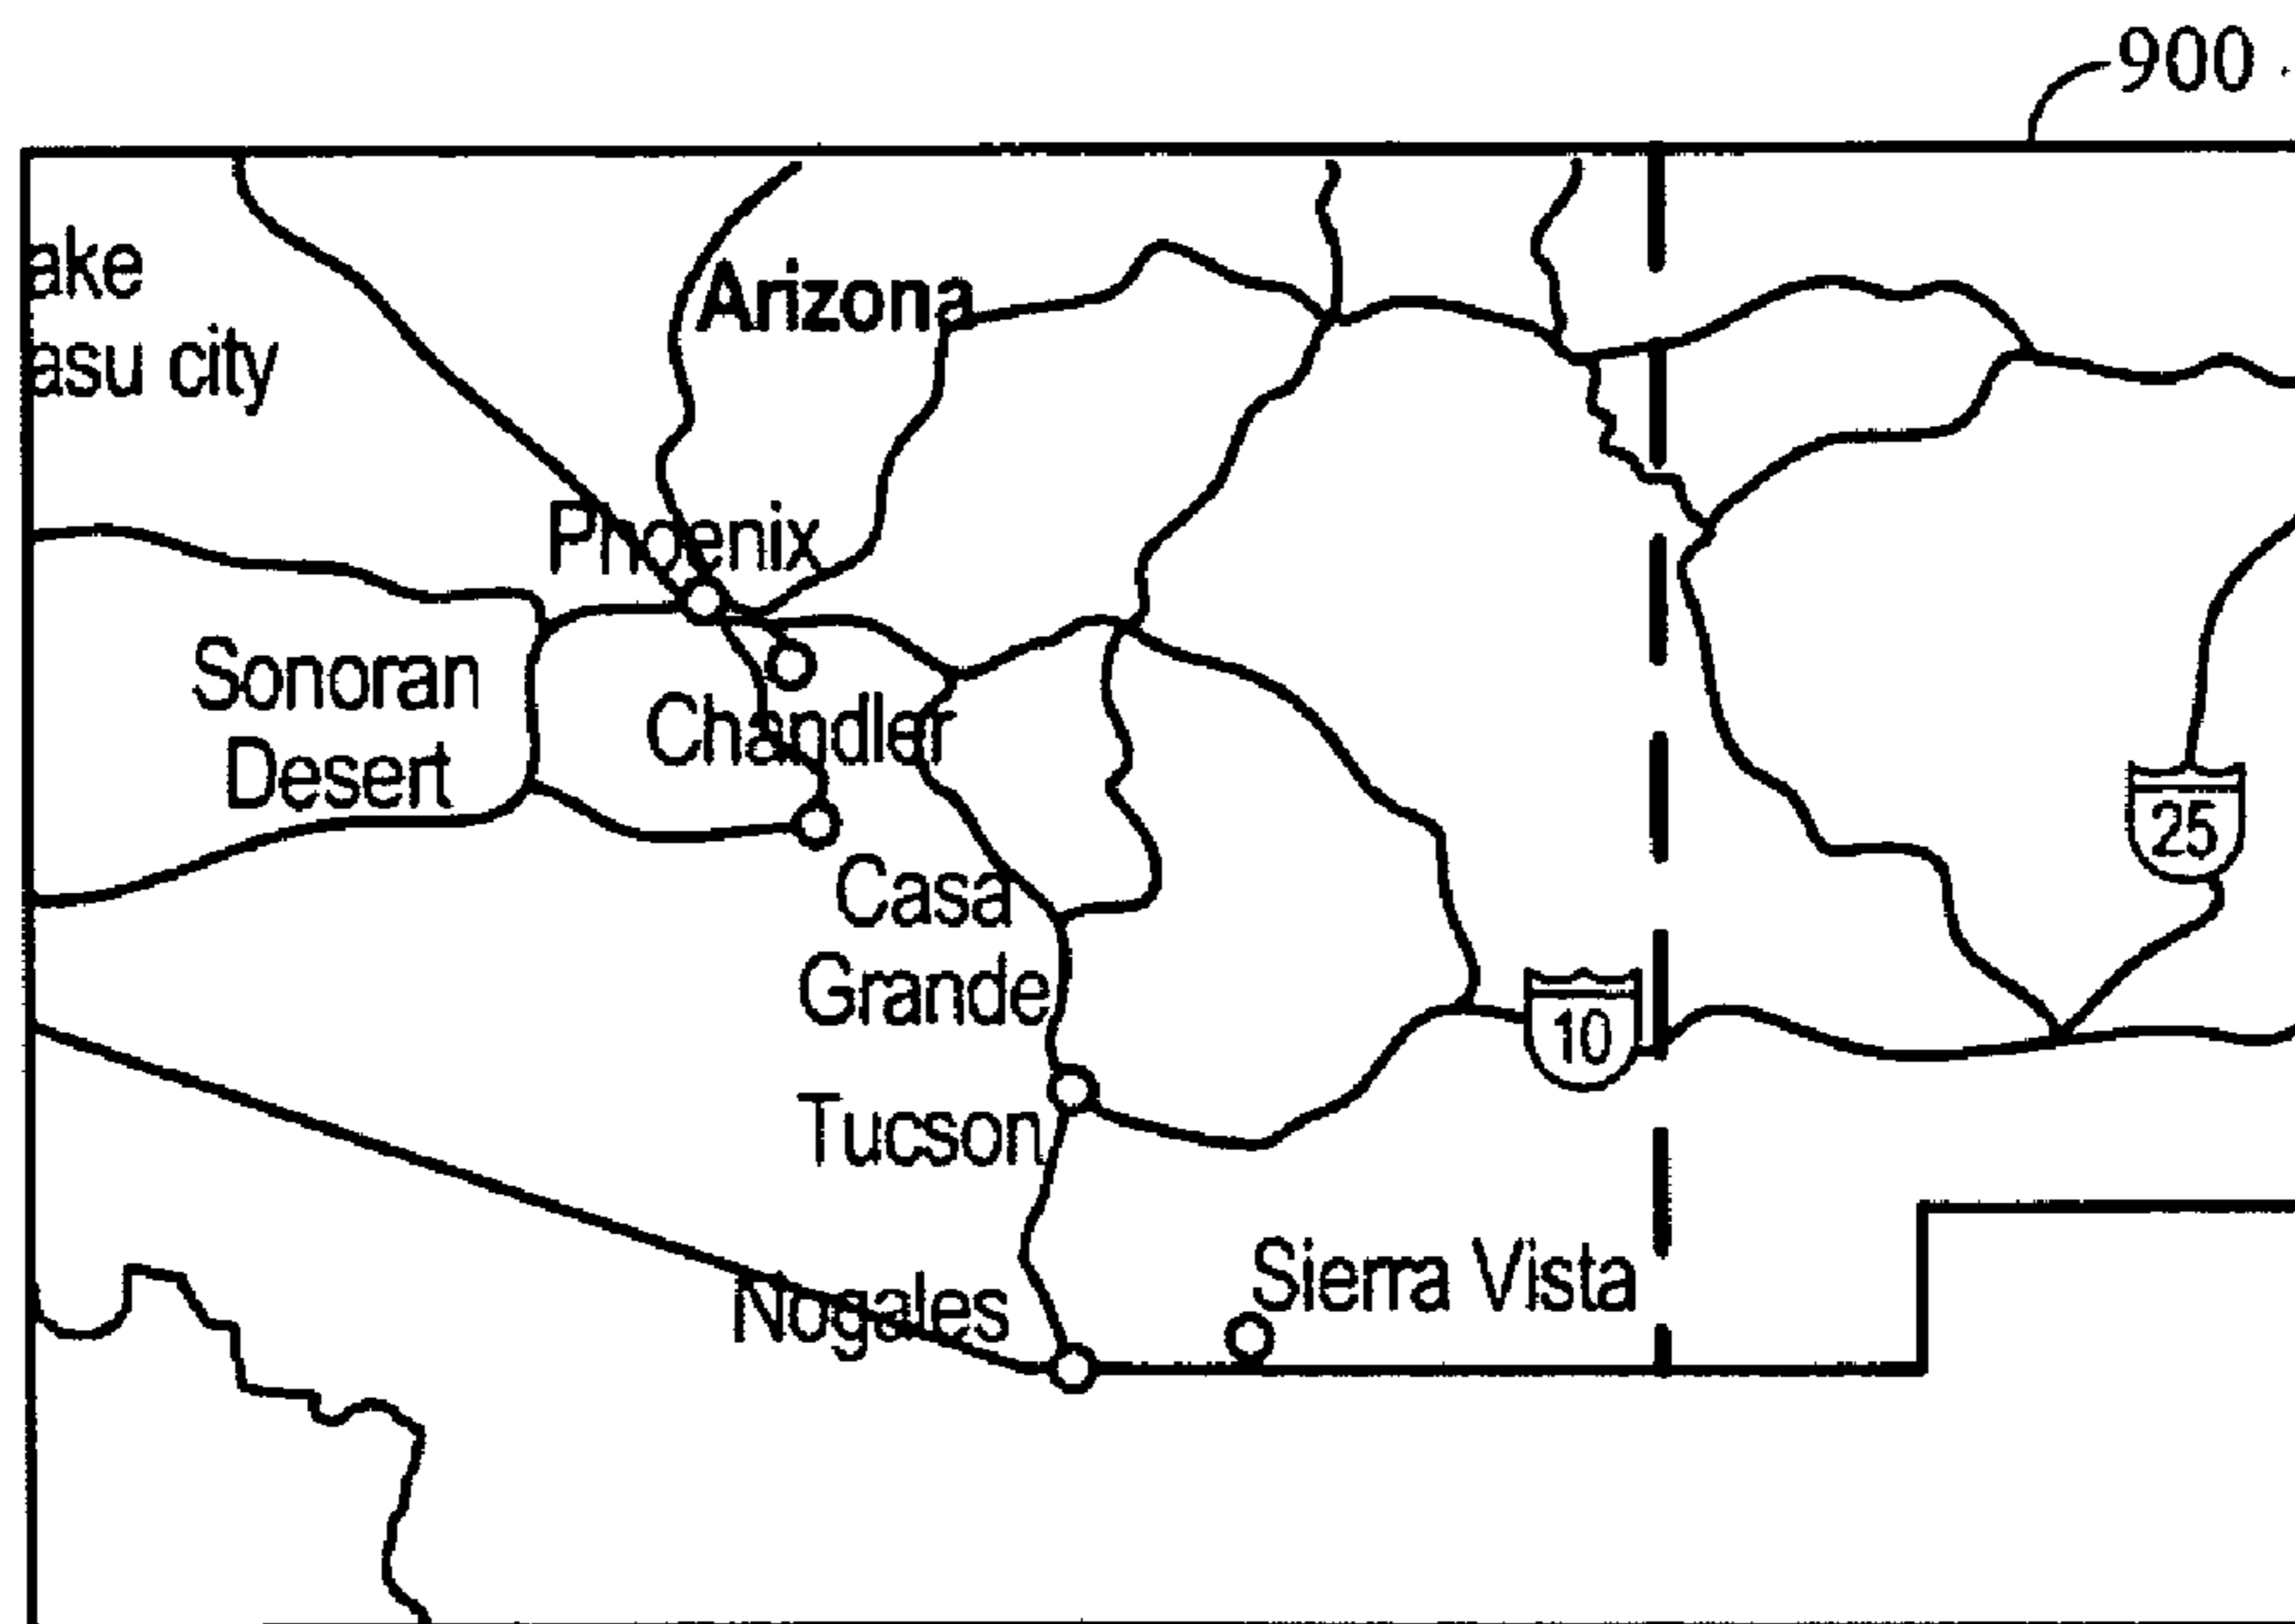 900
ake
asu city
Arizona
Phoenix
Sonoran
Desert
Chandler
25
Casa
Grande
10
Tucson
Sierra Vista
Nogales